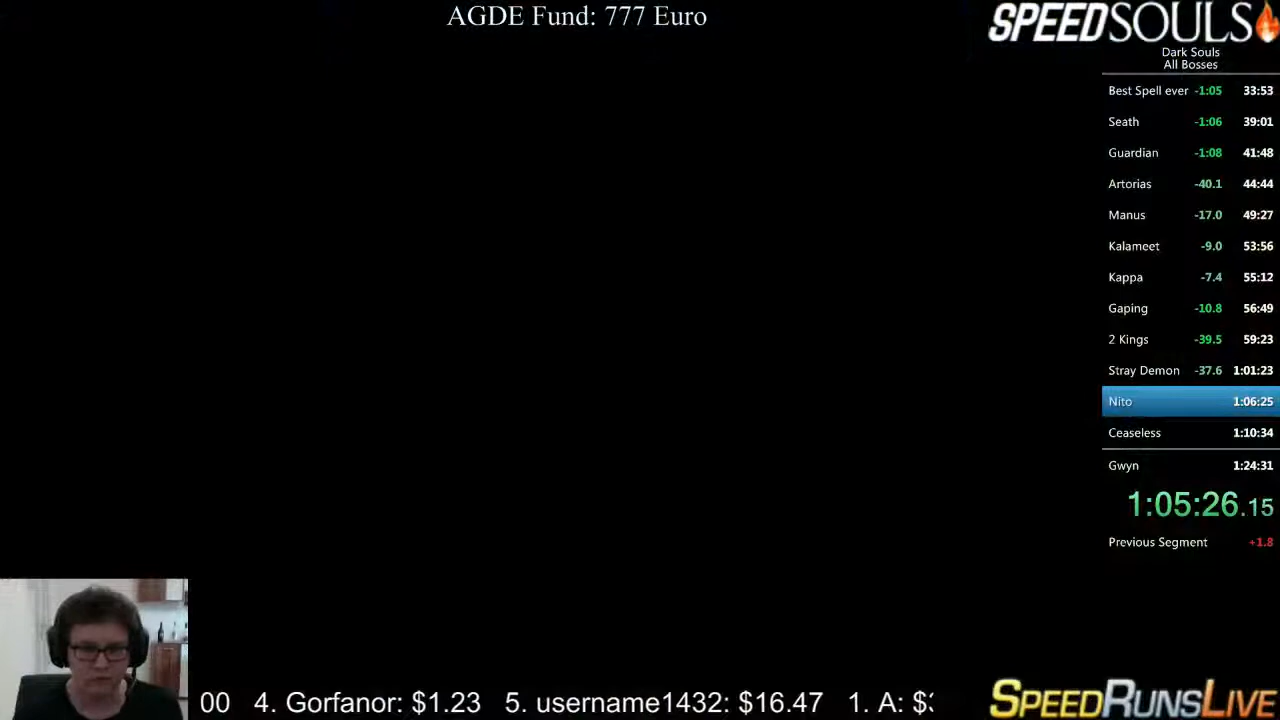 AGDE Fund: 777 Euro
SPEEDSOULS
Dark Souls
All Bosses
Best Spell ever -1:05 33:53
Seath -1:06 39:01
Guardian -1:08 41:48
Artorias -40.1 44:44
Manus -17.0 49:27
Kalameet -9.0 53:56
Kappa -7.4 55:12
Gaping -10.8 56:49
2 Kings -39.5 59:23
Stray Demon -37.6 1:01:23
Nito 1:06:25
Ceaseless 1:10:34
Gwyn 1:24:31
1:05:26.15
Previous Segment +1.8
00 4. Gorfanor: $1.23 5. username1432: $16.47 1. A: $
SPEEDRUNSLIVE